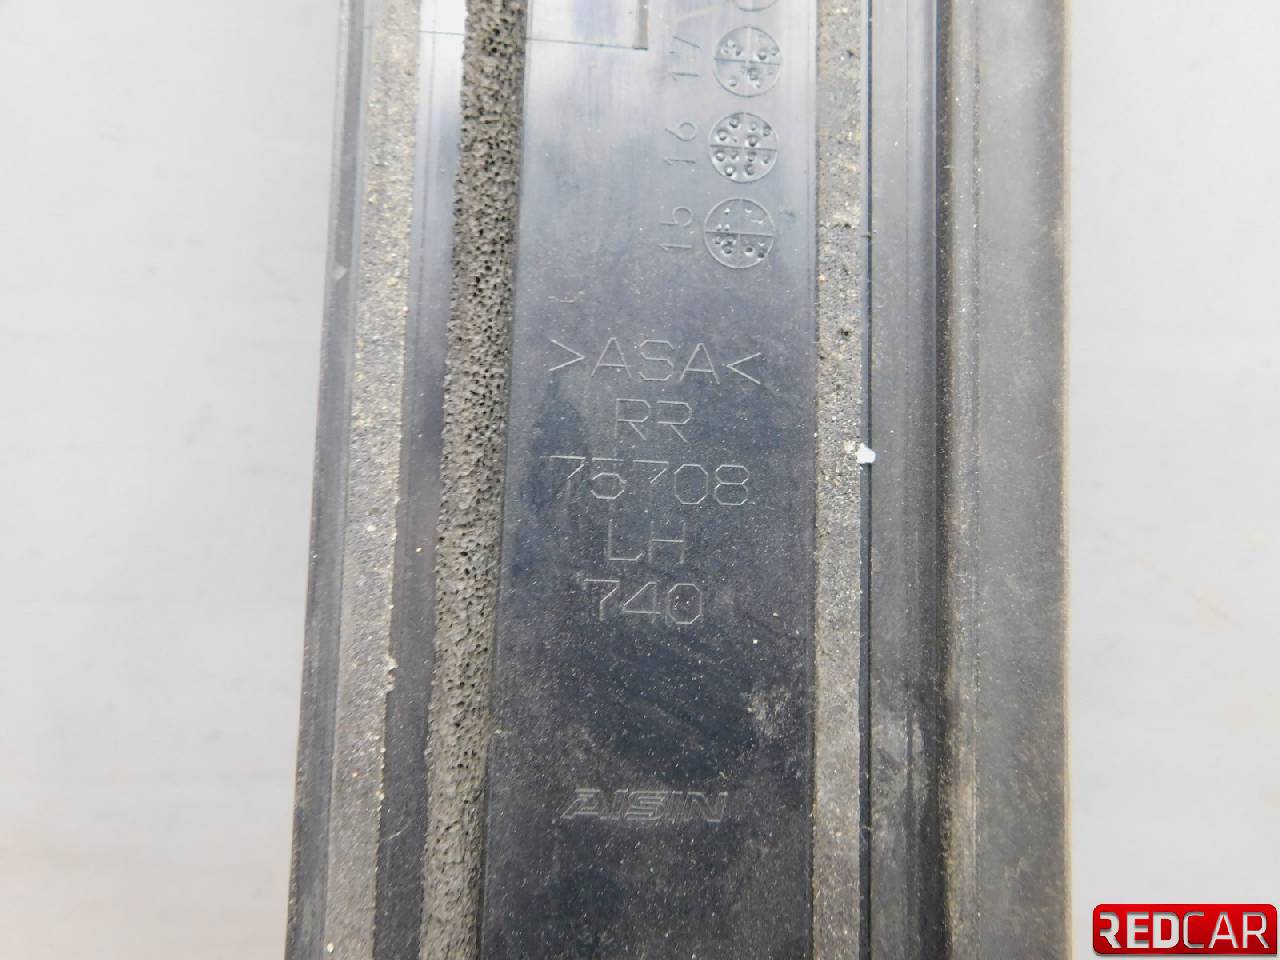 17
16
15
>ASA<
RR
75708
LH
740
AISIN
REDCAR